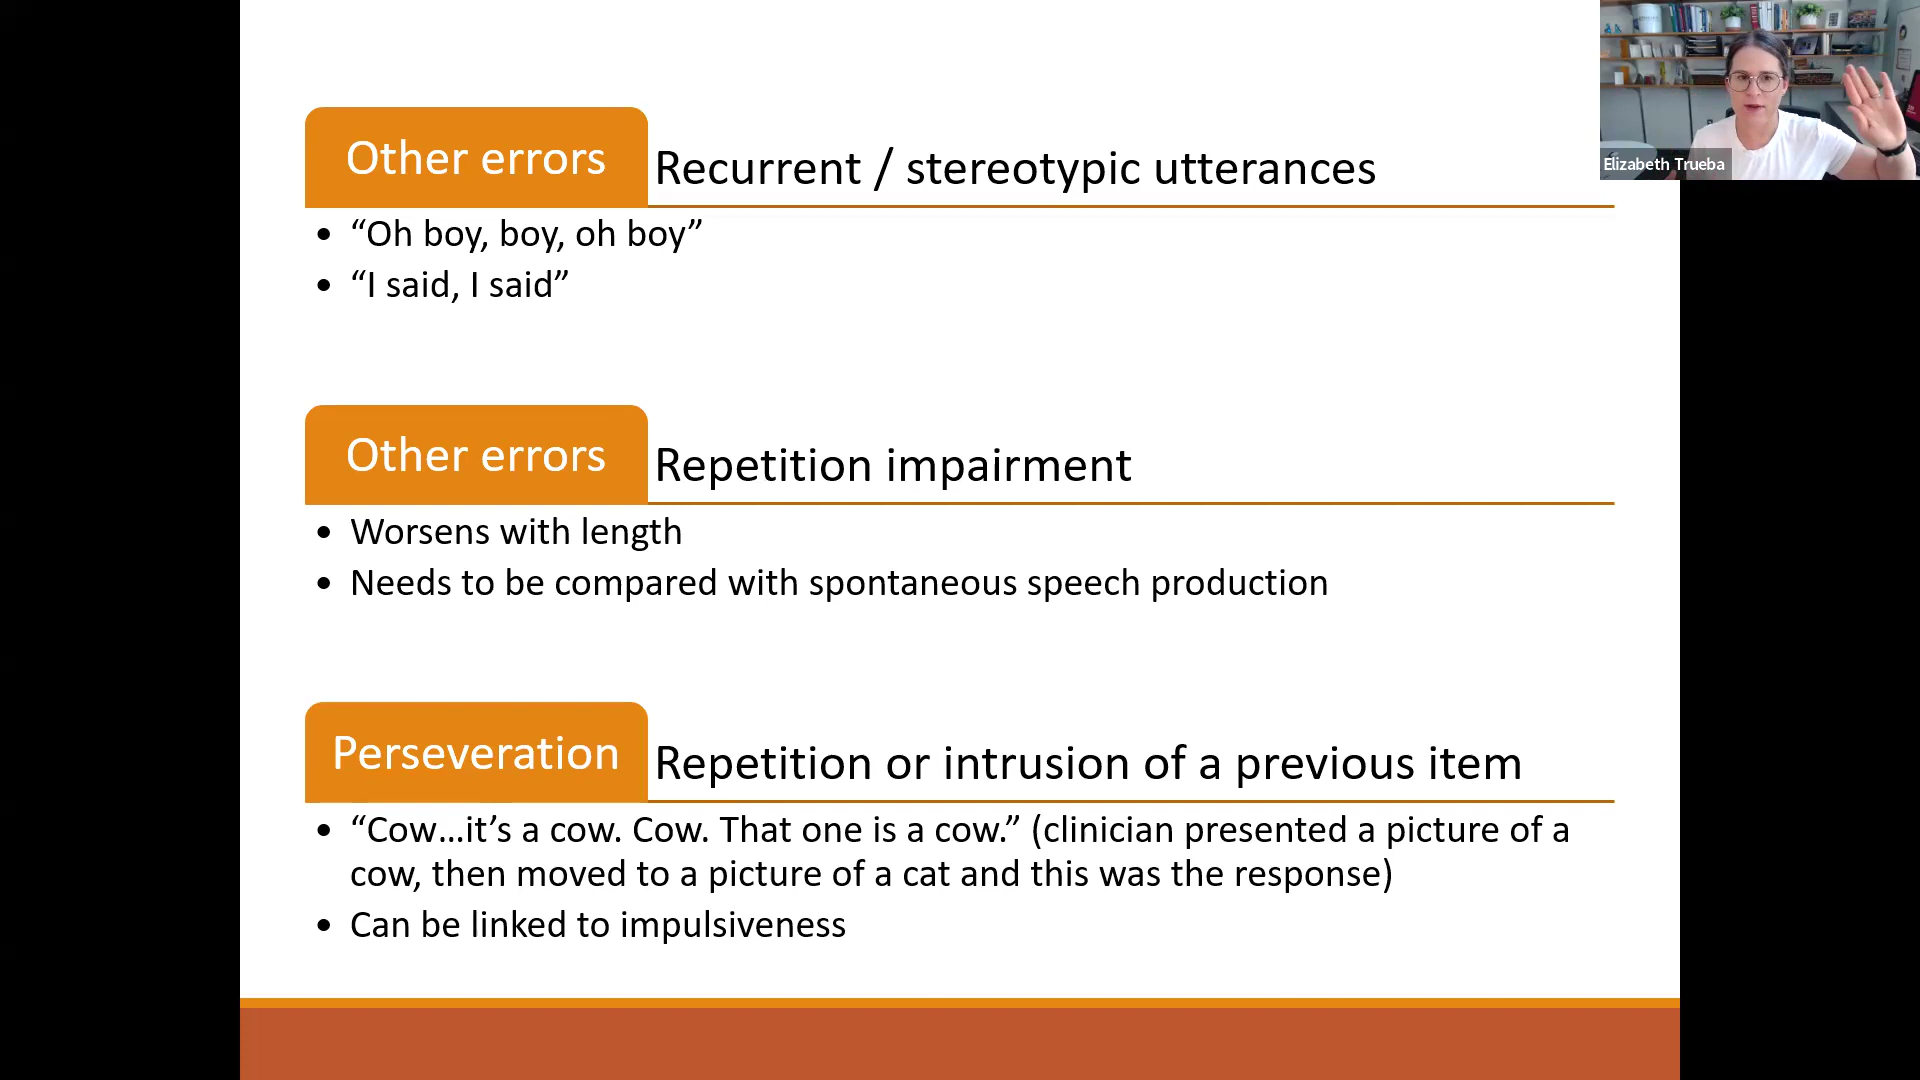 Other errors
Recurrent / stereotypic utterances
• “Oh boy, boy, oh boy”
• “I said, I said”
Other errors
Repetition impairment
• Worsens with length
• Needs to be compared with spontaneous speech production
Perseveration
Repetition or intrusion of a previous item
• “Cow…it’s a cow. Cow. That one is a cow.” (clinician presented a picture of a
cow, then moved to a picture of a cat and this was the response)
• Can be linked to impulsiveness
Elizabeth Trueba